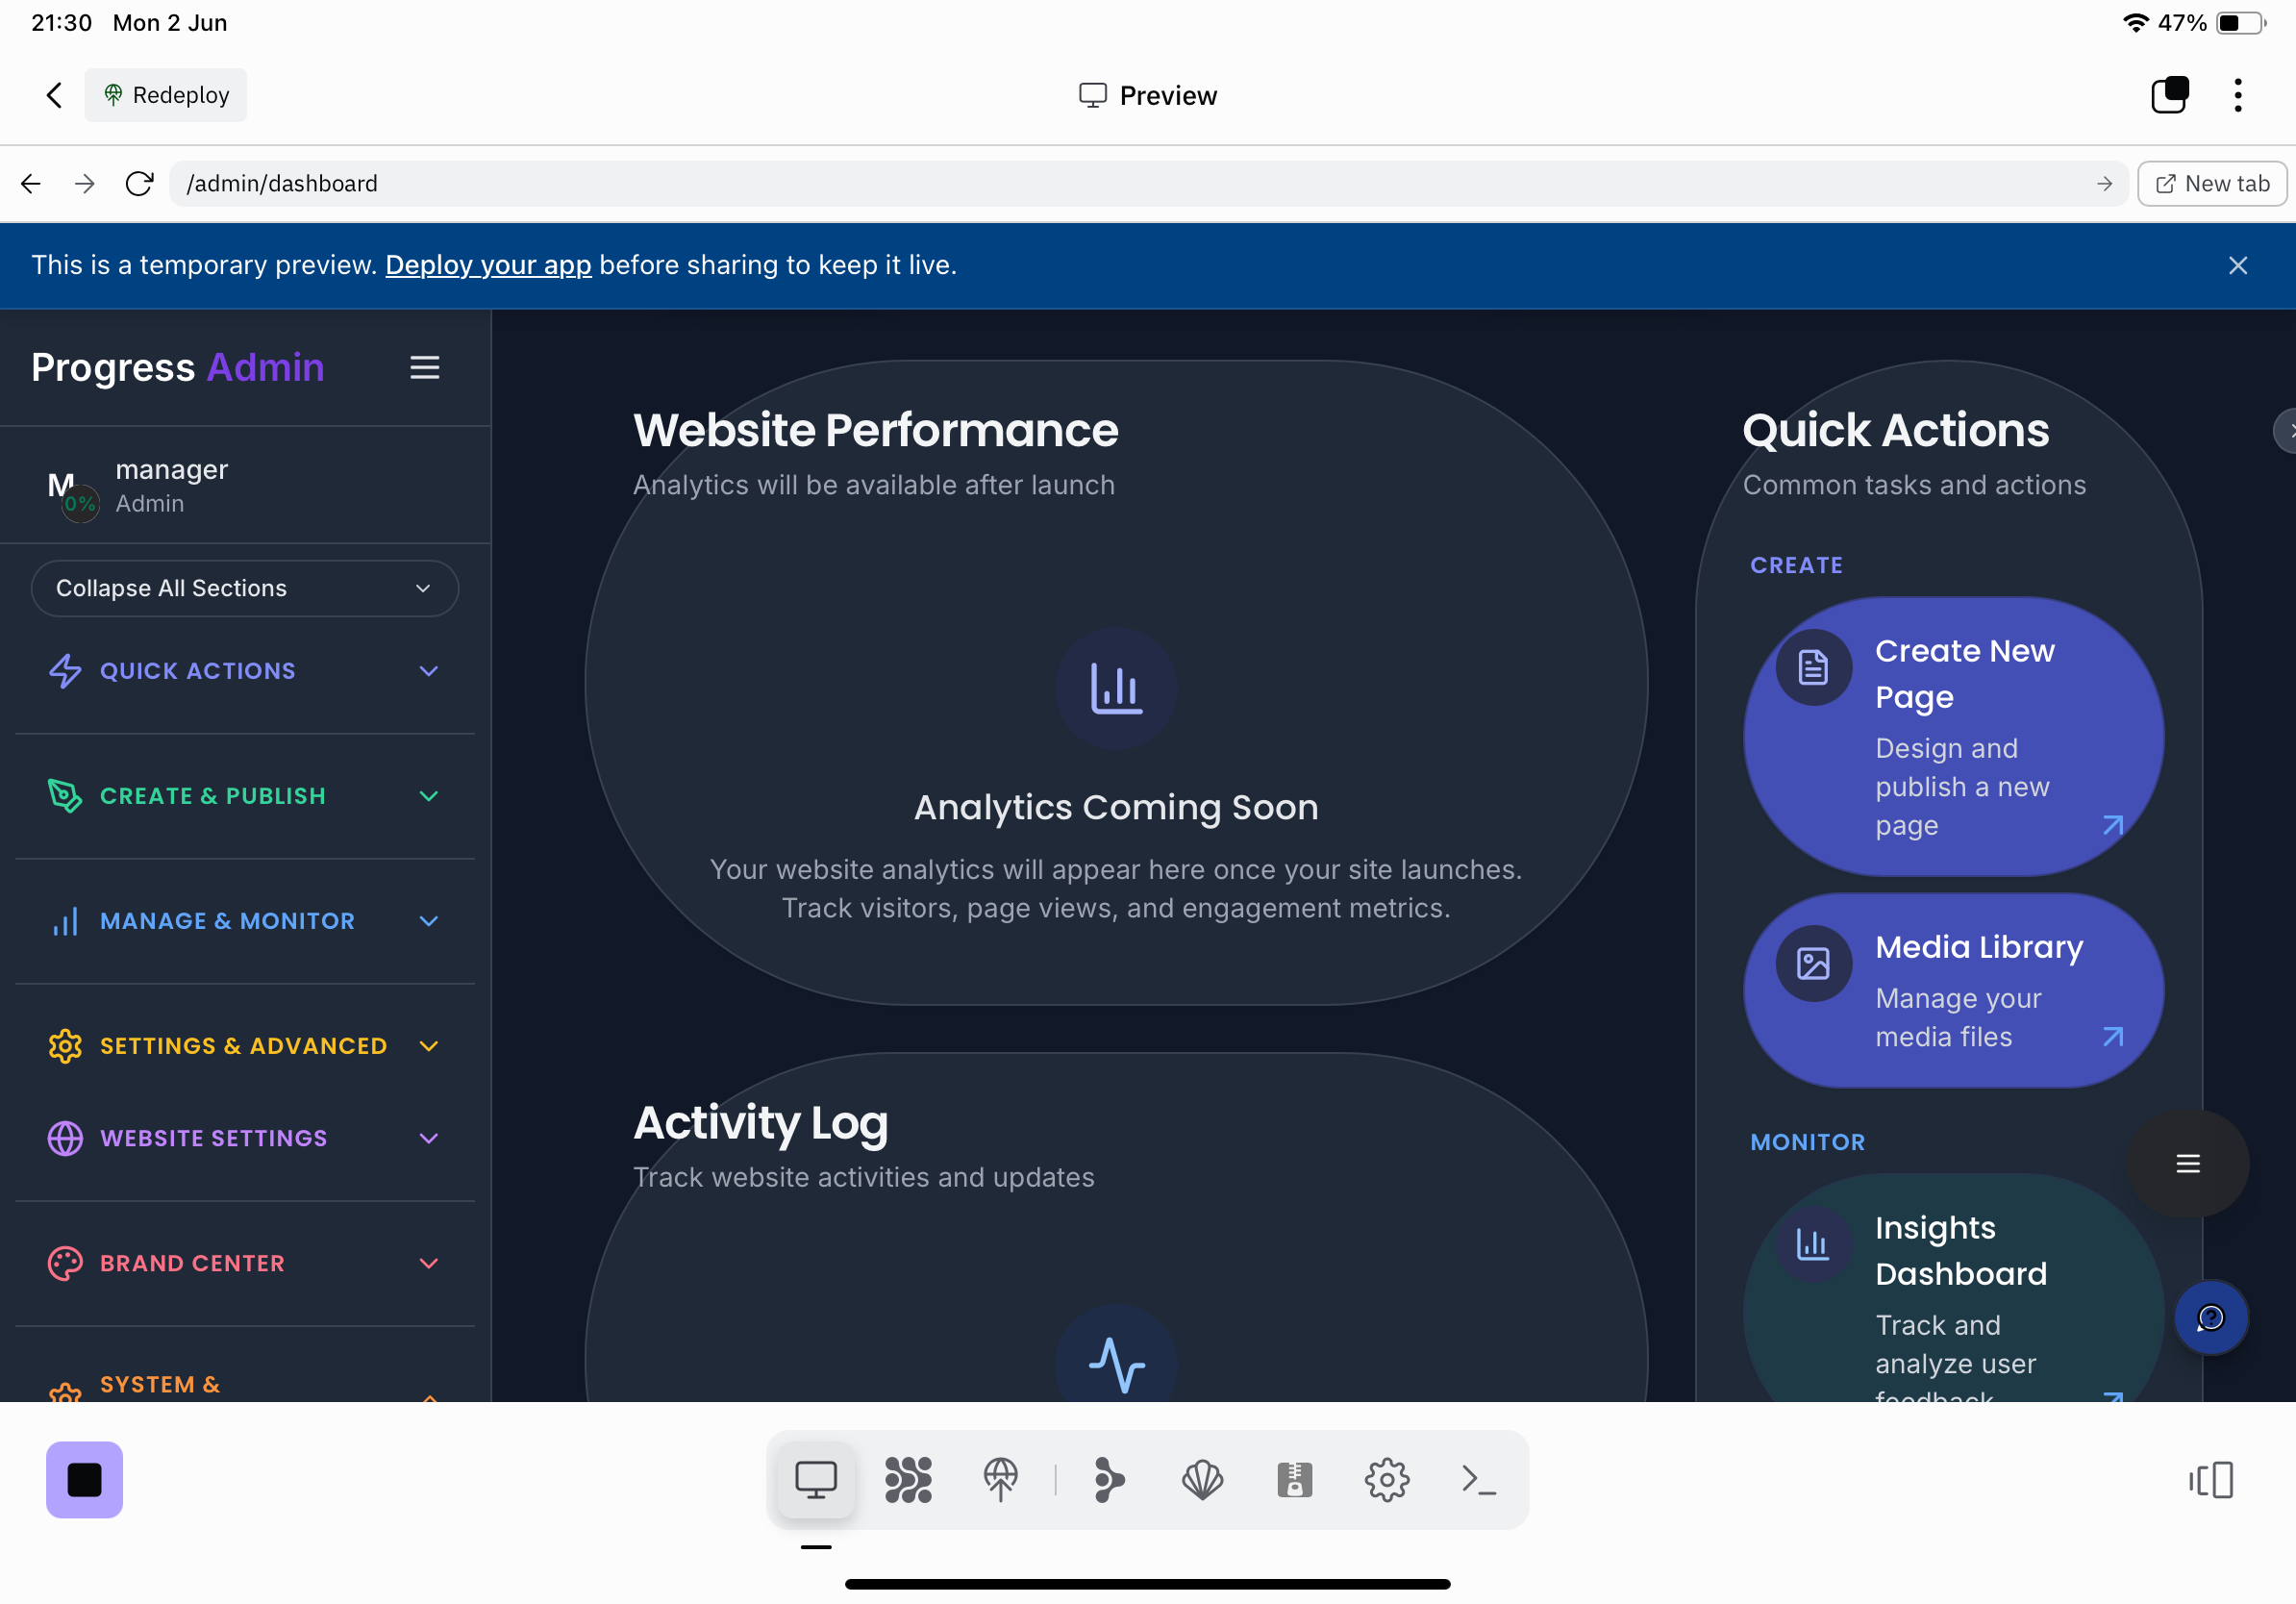 21:30 Mon 2 Jun
47%
Redeploy
Preview
/admin/dashboard
New tab
This is a temporary preview. Deploy your app before sharing to keep it live.
Progress Admin
M
0%
manager
Admin
Collapse All Sections
QUICK ACTIONS
CREATE & PUBLISH
MANAGE & MONITOR
SETTINGS & ADVANCED
WEBSITE SETTINGS
BRAND CENTER
SYSTEM &
Website Performance
Analytics will be available after launch
Analytics Coming Soon
Your website analytics will appear here once your site launches.
Track visitors, page views, and engagement metrics.
Activity Log
Track website activities and updates
Quick Actions
Common tasks and actions
CREATE
Create New
Page
Design and
publish a new
page
Media Library
Manage your
media files
MONITOR
Insights
Dashboard
Track and
analyze user
feedback